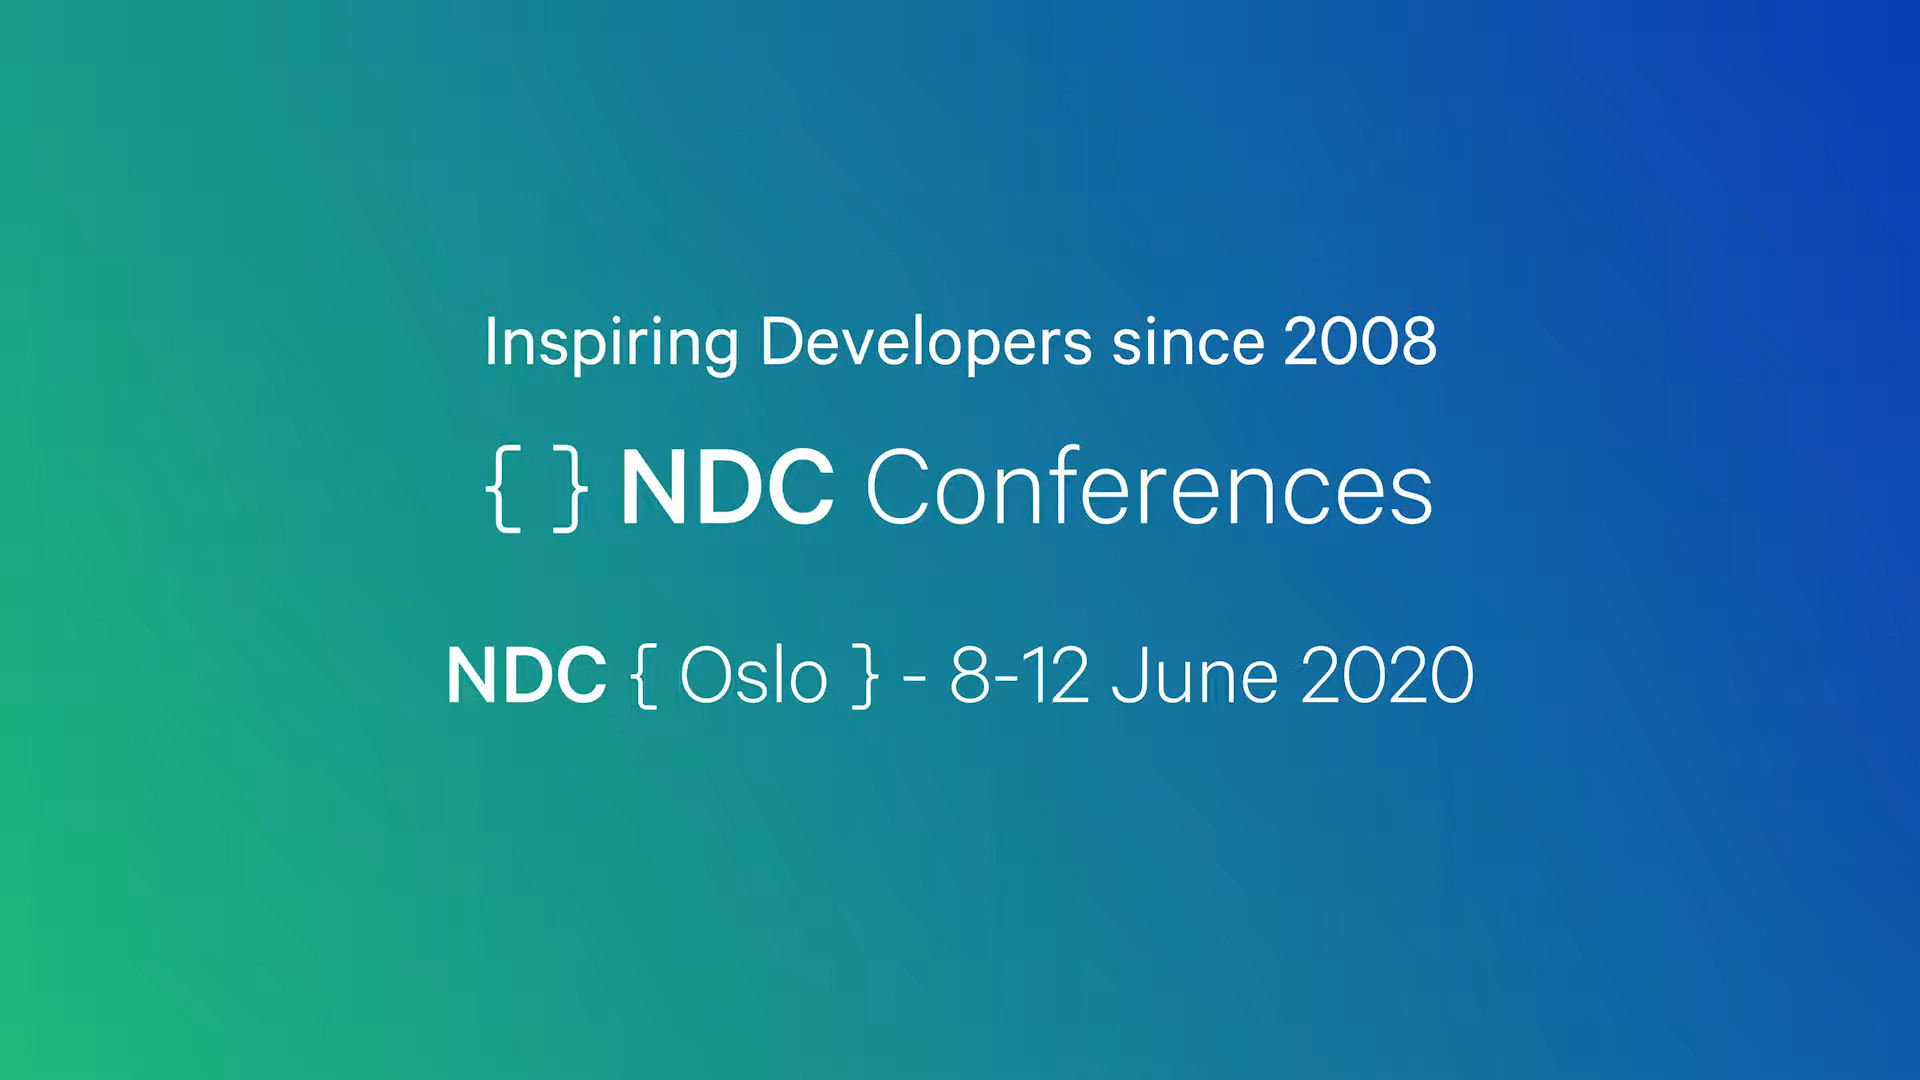 Inspiring Developers since 2008
{ } NDC Conferences
NDC { Oslo } - 8-12 June 2020